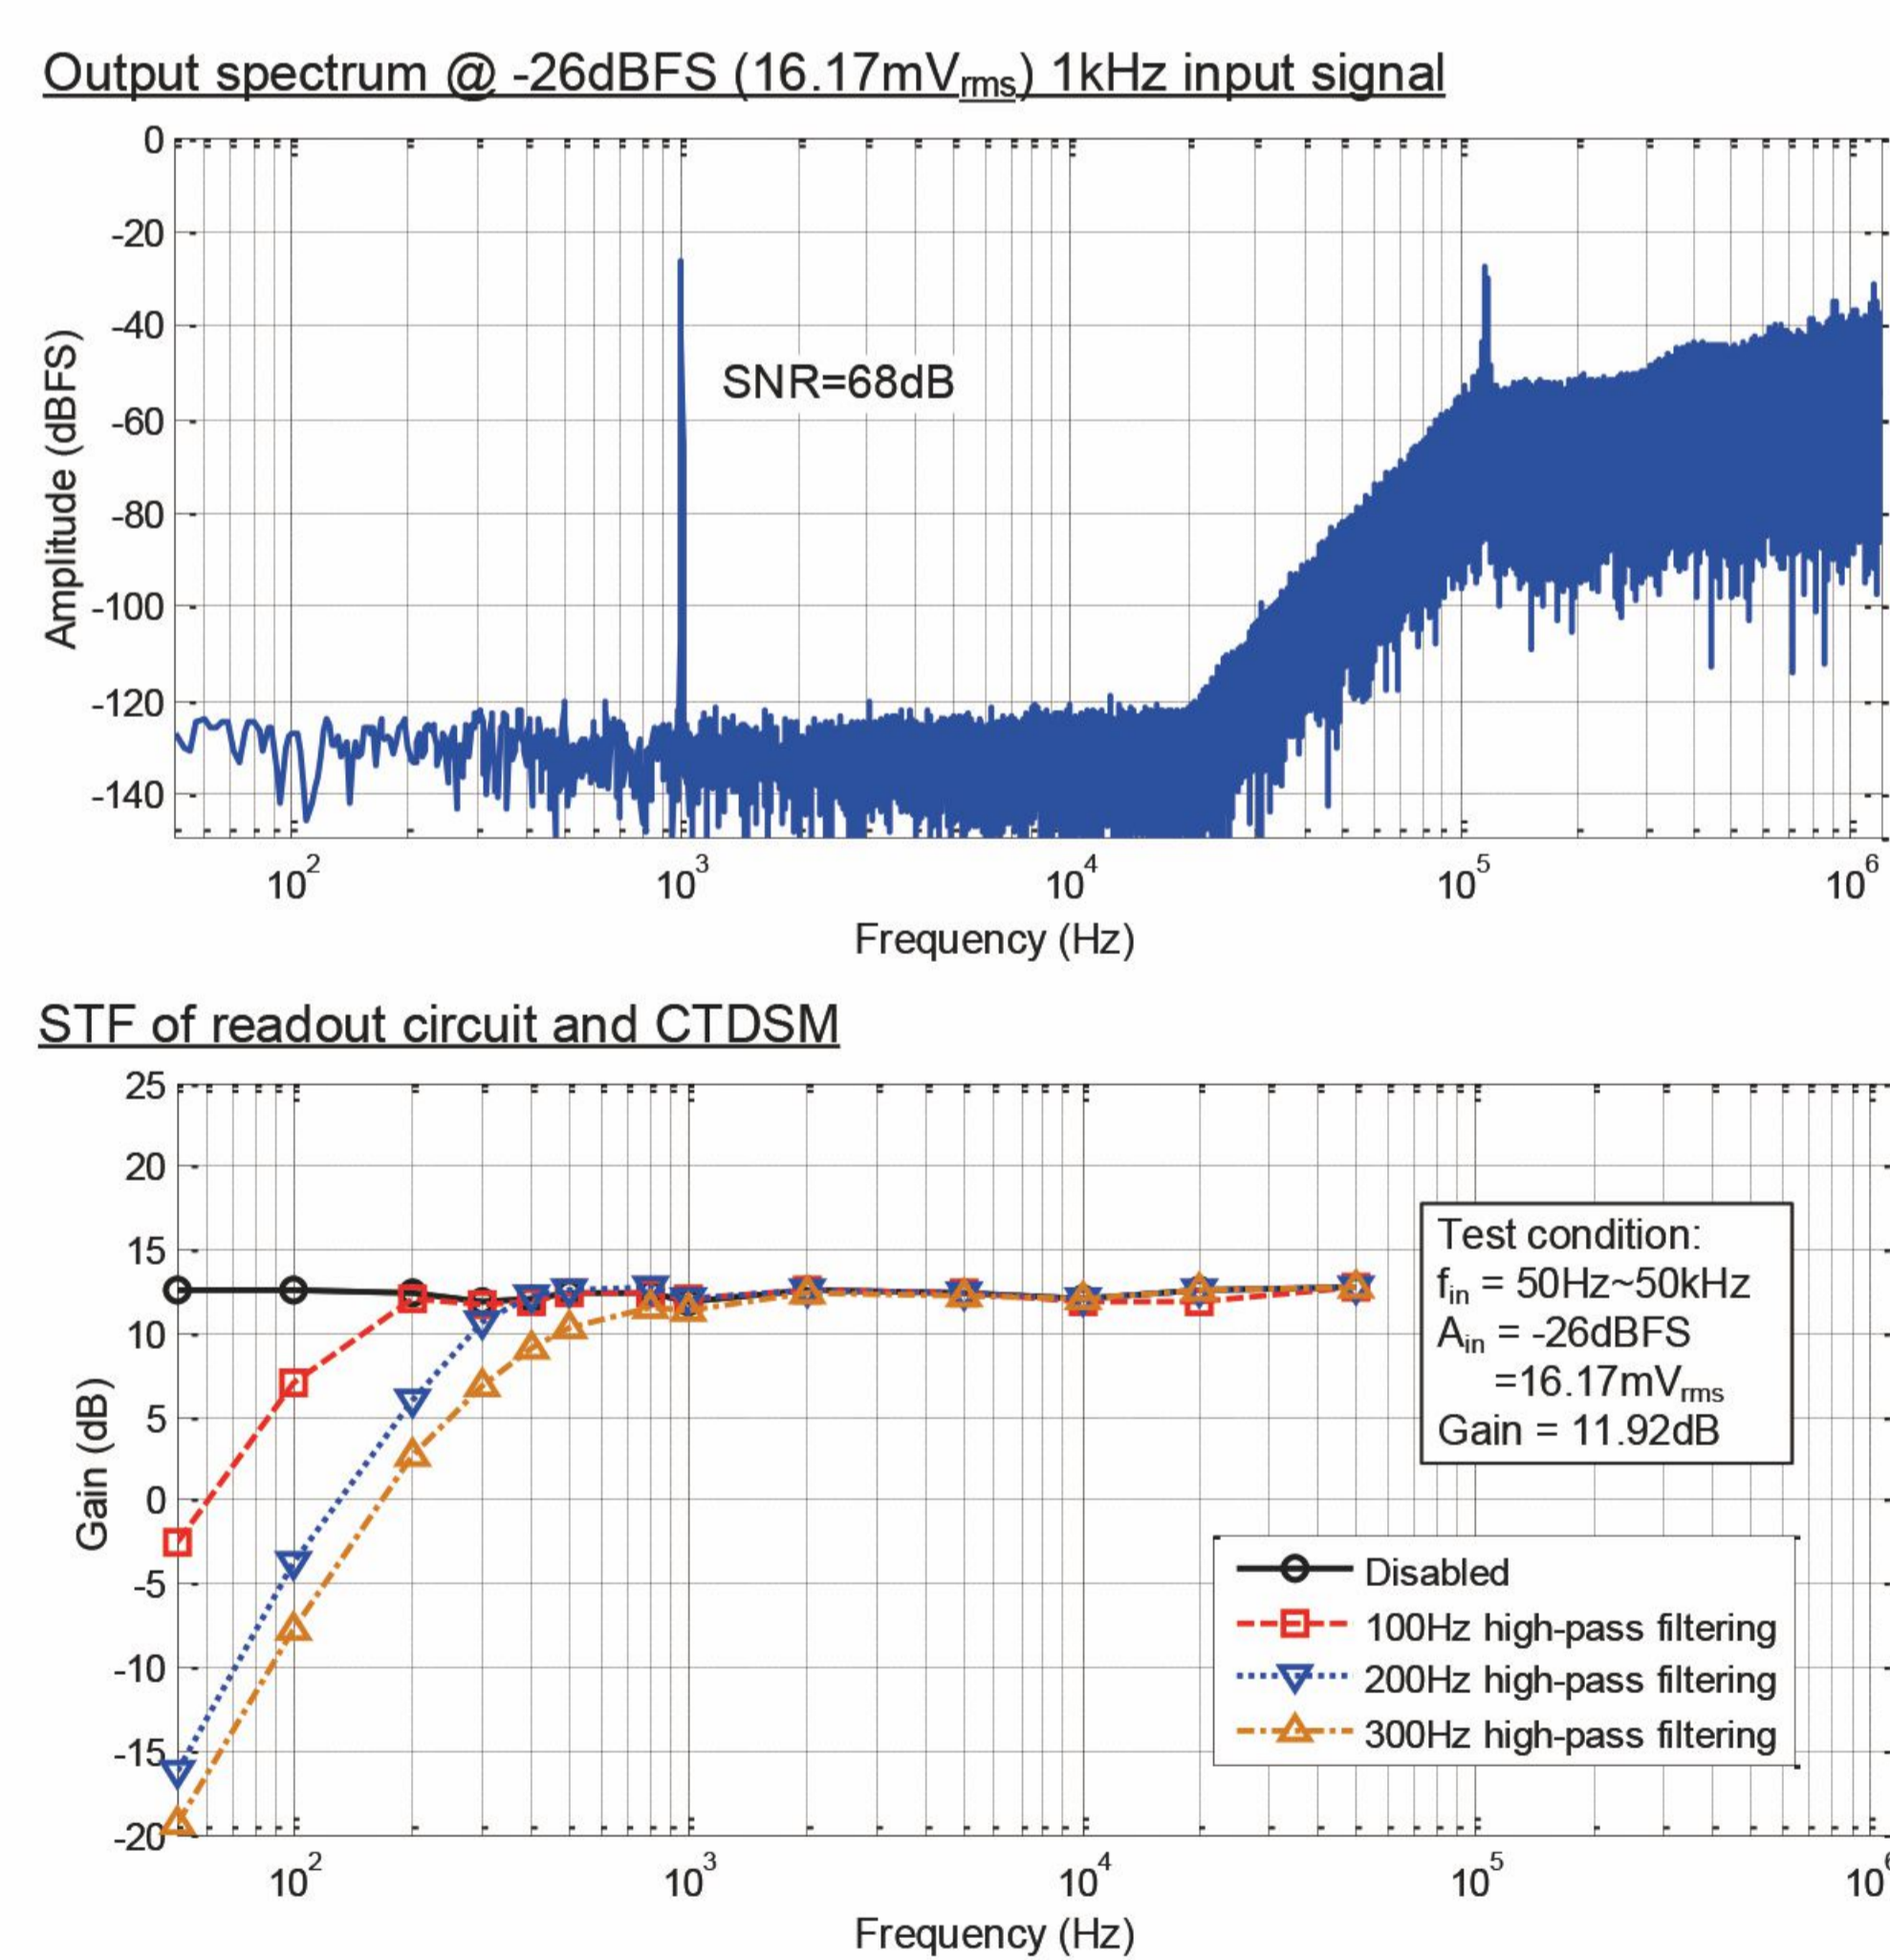 Output spectrum @ -26dBFS (16.17mVrms) 1kHz input signal
0
-20
-40
-60
-80
-100
-120
-140
Amplitude (dBFS)
SNR=68dB
10^2 10^3 10^4 10^5 10^6
Frequency (Hz)
STF of readout circuit and CTDSM
25
20
15
10
5
0
-5
-10
-15
-20
Gain (dB)
Test condition:
fin = 50Hz~50kHz
Ain = -26dBFS
=16.17mVrms
Gain = 11.92dB
Disabled
100Hz high-pass filtering
200Hz high-pass filtering
300Hz high-pass filtering
10^2 10^3 10^4 10^5 10^6
Frequency (Hz)